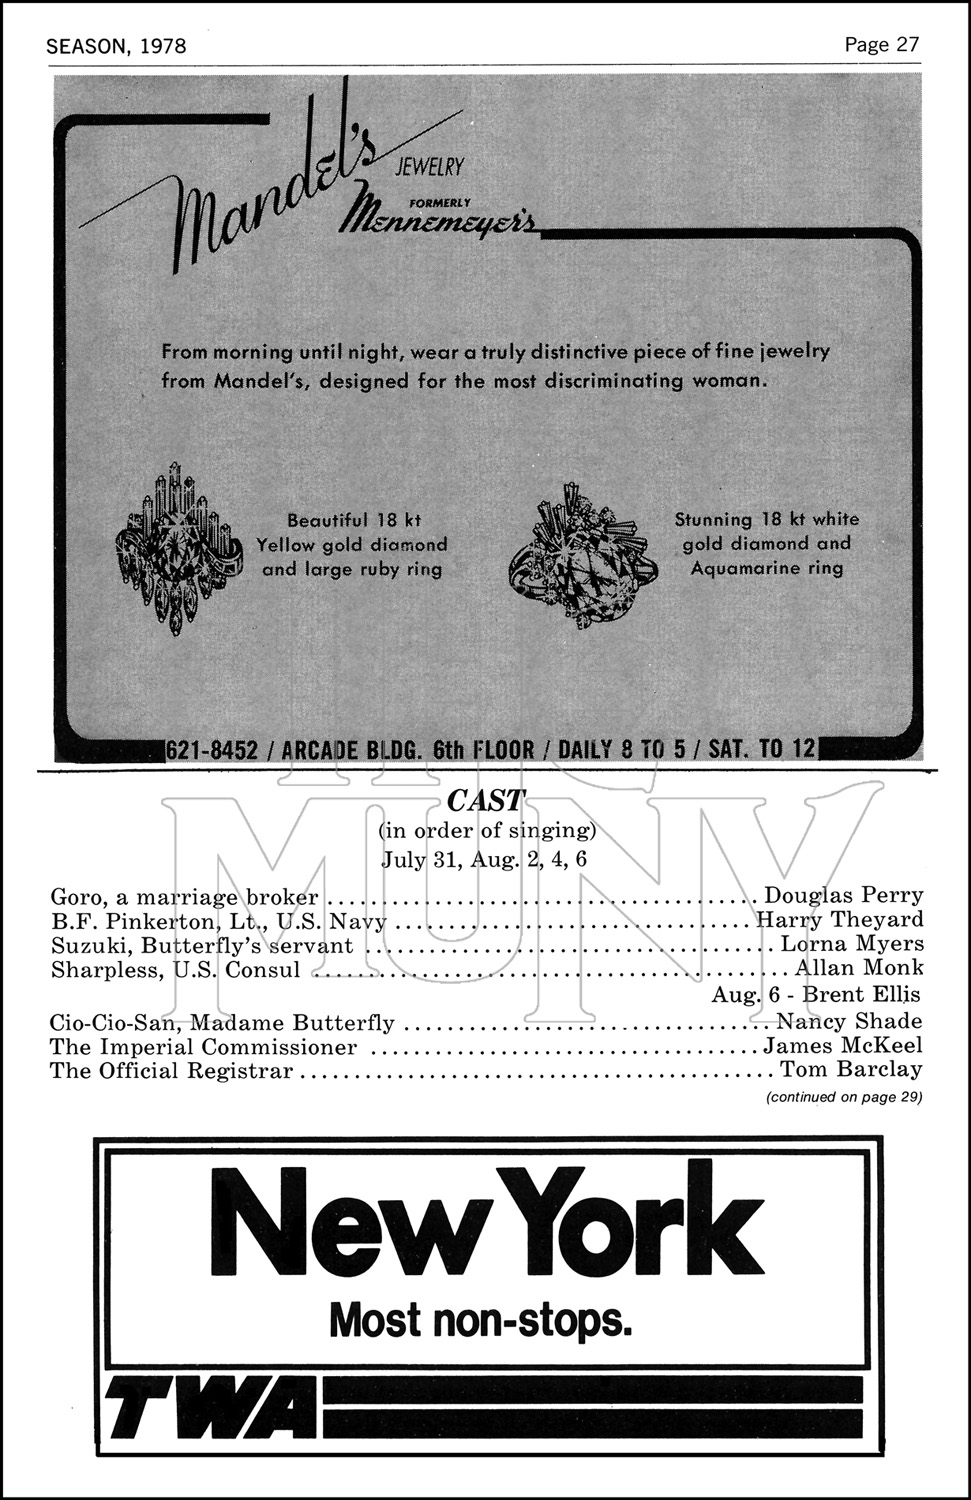 SEASON, 1978 Page 27
Mandel's
JEWELRY
FORMERLY
Mennemeyer's
From morning until night, wear a truly distinctive piece of fine jewelry
from Mandel's, designed for the most discriminating woman.
Beautiful 18 kt
Yellow gold diamond
and large ruby ring
Stunning 18 kt white
gold diamond and
Aquamarine ring
621-8452 / ARCADE BLDG. 6th FLOOR / DAILY 8 TO 5 / SAT. TO 12
THE
MUNY
CAST
(in order of singing)
July 31, Aug. 2, 4, 6
Goro, a marriage broker ........ Douglas Perry
B.F. Pinkerton, Lt., U.S. Navy ........ Harry Theyard
Suzuki, Butterfly's servant ........ Lorna Myers
Sharpless, U.S. Consul ........ Allan Monk
Aug. 6 - Brent Ellis
Cio-Cio-San, Madame Butterfly ........ Nancy Shade
The Imperial Commissioner ........ James McKeel
The Official Registrar ........ Tom Barclay
(continued on page 29)
New York
Most non-stops.
TWA